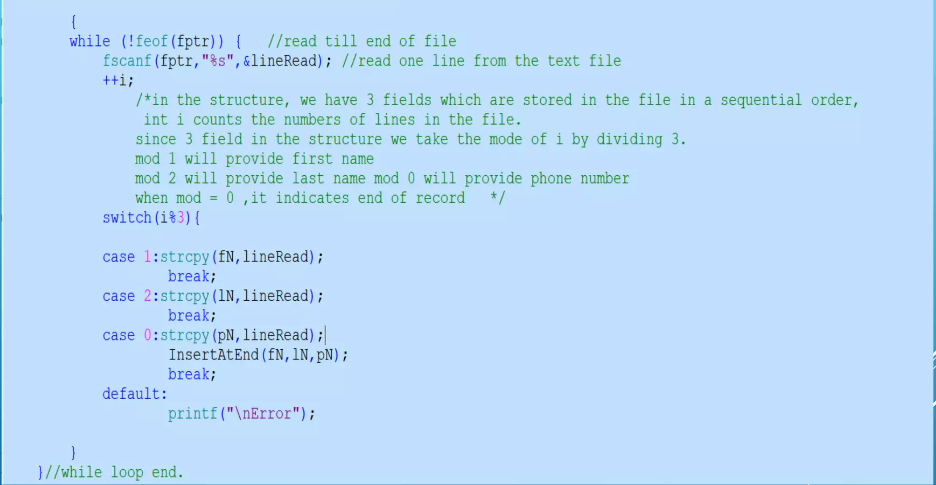 {
while (!feof(fptr)) {   //read till end of file
fscanf(fptr,"%s",&lineRead); //read one line from the text file
++i;
/*in the structure, we have 3 fields which are stored in the file in a sequential order,
int i counts the numbers of lines in the file.
since 3 field in the structure we take the mode of i by dividing 3.
mod 1 will provide first name
mod 2 will provide last name mod 0 will provide phone number
when mod = 0 ,it indicates end of record   */
switch(i%3){
case 1:strcpy(fN,lineRead);
break;
case 2:strcpy(lN,lineRead);
break;
case 0:strcpy(pN,lineRead);
InsertAtEnd(fN,lN,pN);
break;
default:
printf("\nError");
}
}//while loop end.